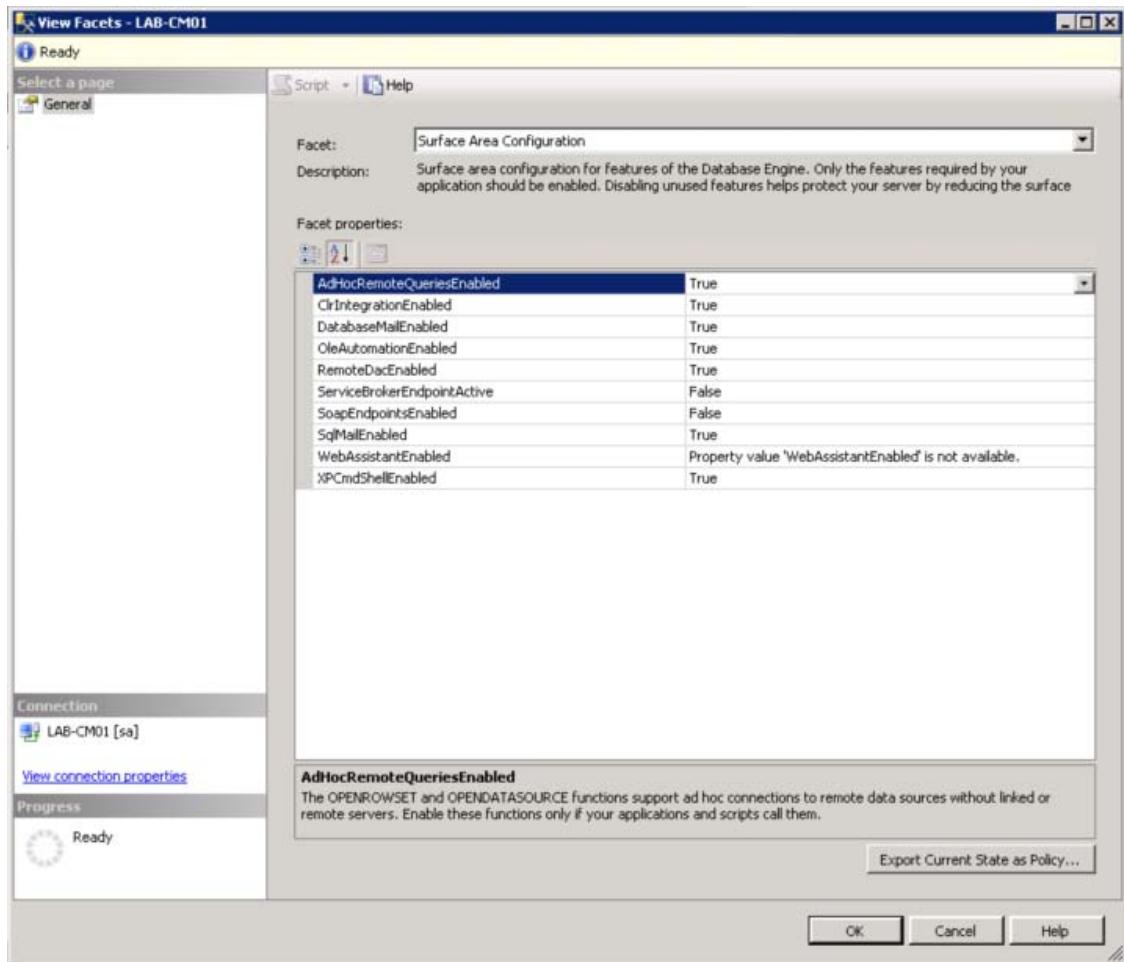 View Facets - LAB-CM01
Ready
Select a page
General
Script
Help
Facet:
Surface Area Configuration
Description:
Surface area configuration for features of the Database Engine. Only the features required by your
application should be enabled. Disabling unused features helps protect your server by reducing the surface
Facet properties:
AdHocRemoteQueriesEnabled True
ClrIntegrationEnabled True
DatabaseMailEnabled True
OleAutomationEnabled True
RemoteDacEnabled True
ServiceBrokerEndpointActive False
SoapEndpointsEnabled False
SqlMailEnabled True
WebAssistantEnabled Property value 'WebAssistantEnabled' is not available.
XPCmdShellEnabled True
Connection
LAB-CM01 [sa]
View connection properties
Progress
Ready
AdHocRemoteQueriesEnabled
The OPENROWSET and OPENDATASOURCE functions support ad hoc connections to remote data sources without linked or
remote servers. Enable these functions only if your applications and scripts call them.
Export Current State as Policy...
OK Cancel Help